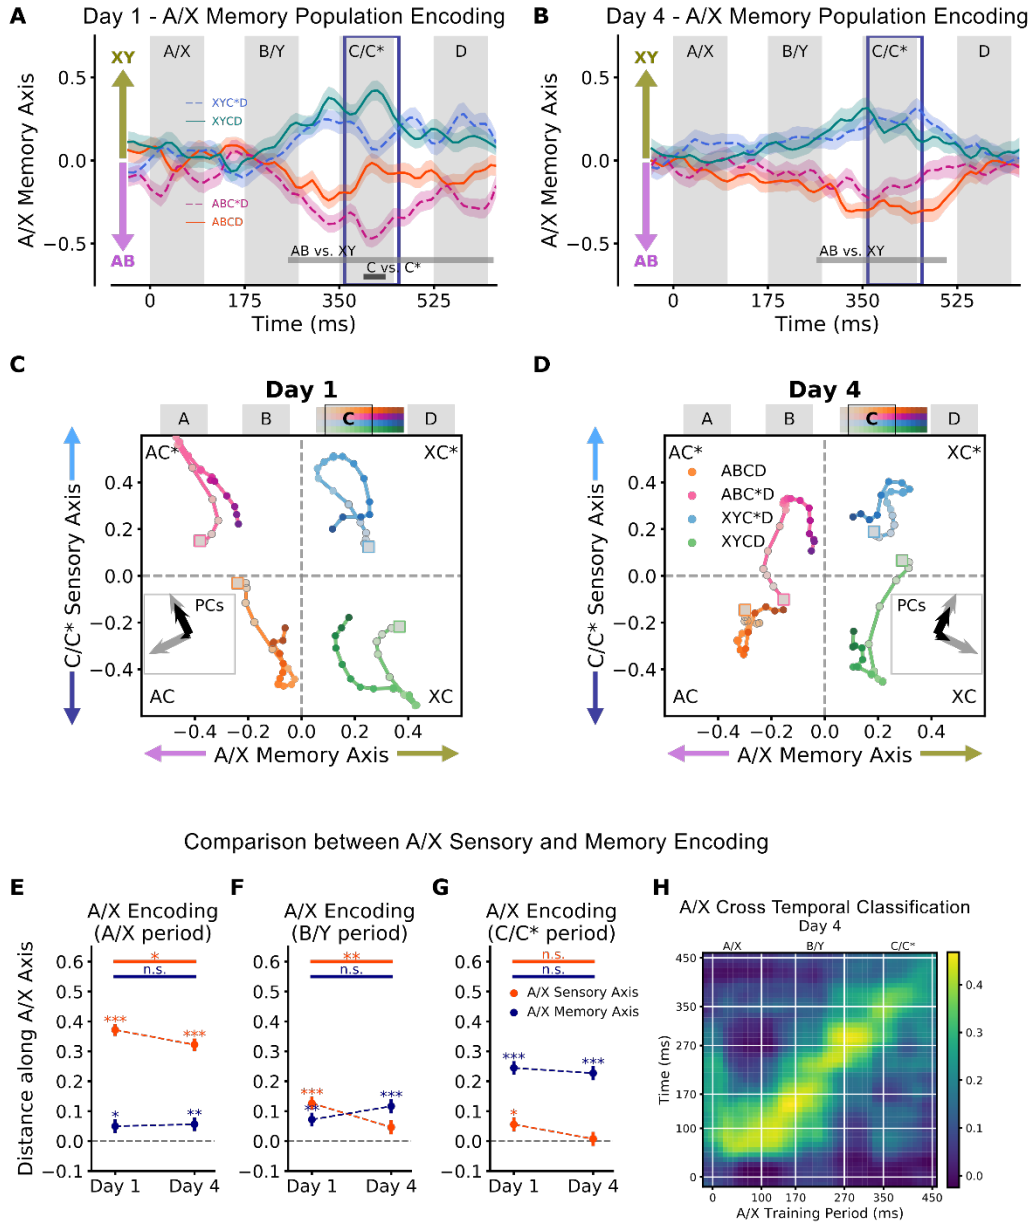 A
Day 1 - A/X Memory Population Encoding
A/X Memory Axis
XY
AB
0.5
0.0
−0.5
A/X
B/Y
C/C*
D
XYC*D
XYCD
ABC*D
ABCD
AB vs. XY
C vs. C*
0 175 350 525
Time (ms)
B
Day 4 - A/X Memory Population Encoding
A/X Memory Axis
XY
AB
0.5
0.0
−0.5
A/X
B/Y
C/C*
D
AB vs. XY
0 175 350 525
Time (ms)
C
Day 1
A
B
C
D
C/C* Sensory Axis
0.4
0.2
0.0
−0.2
−0.4
AC*
XC*
PCs
AC
XC
−0.4 −0.2 0.0 0.2 0.4
A/X Memory Axis
D
Day 4
A
B
C
D
C/C* Sensory Axis
0.4
0.2
0.0
−0.2
−0.4
AC*
XC*
ABCD
ABC*D
XYC*D
XYCD
PCs
AC
XC
−0.4 −0.2 0.0 0.2 0.4
A/X Memory Axis
Comparison between A/X Sensory and Memory Encoding
E
A/X Encoding
(A/X period)
Distance along A/X Axis
0.6
0.5
0.4
0.3
0.2
0.1
0.0
−0.1
*
n.s.
***
***
*
**
Day 1 Day 4
F
A/X Encoding
(B/Y period)
0.6
0.5
0.4
0.3
0.2
0.1
0.0
−0.1
**
n.s.
***
***
**
Day 1 Day 4
G
A/X Encoding
(C/C* period)
0.6
0.5
0.4
0.3
0.2
0.1
0.0
−0.1
n.s.
n.s.
A/X Sensory Axis
A/X Memory Axis
***
***
*
Day 1 Day 4
H
A/X Cross Temporal Classification
Day 4
A/X
B/Y
C/C*
Time (ms)
450
350
270
170
100
0
0 100 170 270 350 450
A/X Training Period (ms)
0.4
0.3
0.2
0.1
0.0